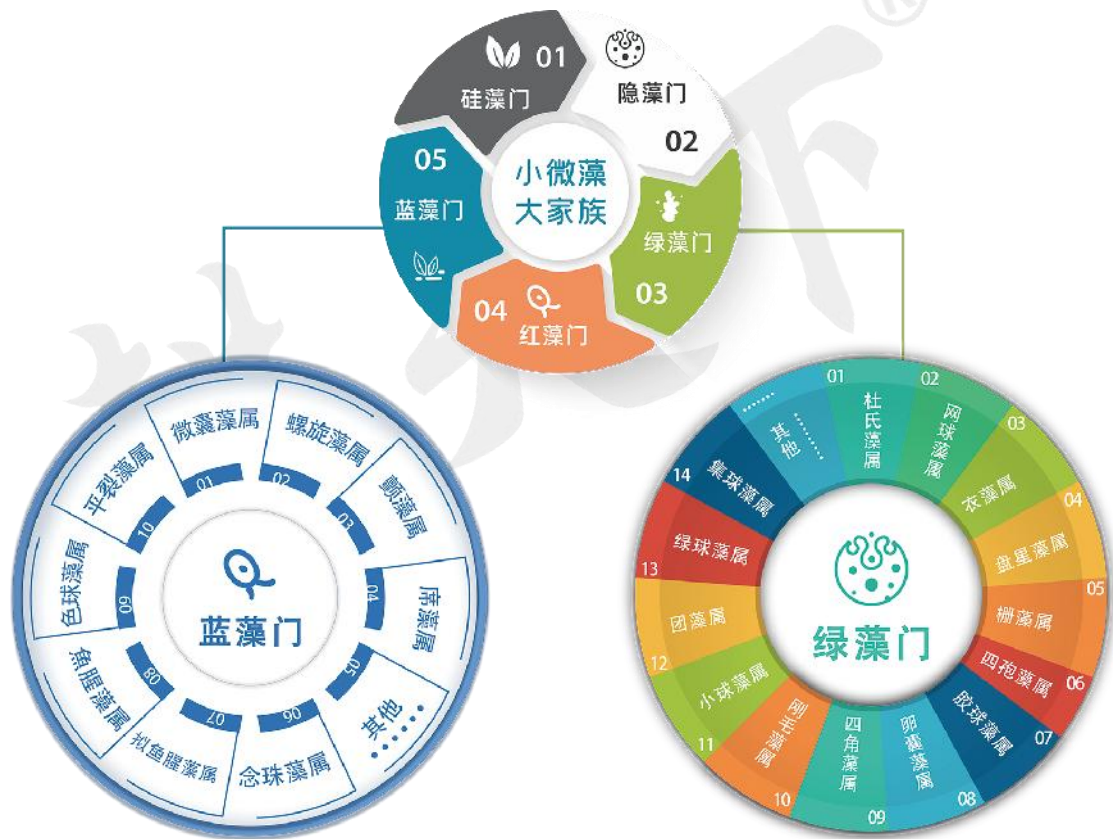 01
硅藻门
隐藻门
02
绿藻门
03
04
红藻门
05
蓝藻门
小微藻
大家族
蓝藻门
微囊藻属
01
螺旋藻属
02
颤藻属
03
席藻属
04
其他
05
念珠藻属
06
拟鱼腥藻属
07
魚腥藻属
08
色球藻属
09
平裂藻属
10
绿藻门
01
杜氏藻属
02
网球藻属
03
衣藻属
04
盘星藻属
05
栅藻属
06
四孢藻属
07
胶球藻属
08
卵囊藻属
09
四角藻属
10
刚毛藻属
11
小球藻属
12
团藻属
13
绿球藻属
14
集球藻属
其他
®
下